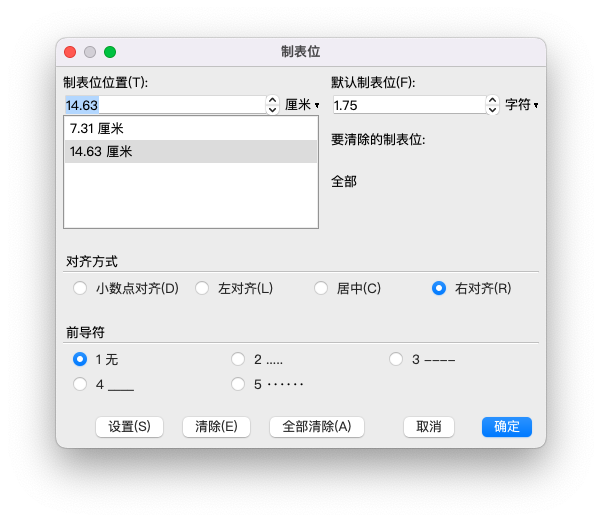 制表位
制表位位置(T):
默认制表位(F):
14.63 厘米
1.75 字符
7.31 厘米
14.63 厘米
要清除的制表位:
全部
对齐方式
小数点对齐(D) 左对齐(L) 居中(C) 右对齐(R)
前导符
1 无 2 ..... 3 ----
4 ____ 5 ······
设置(S) 清除(E) 全部清除(A) 取消 确定